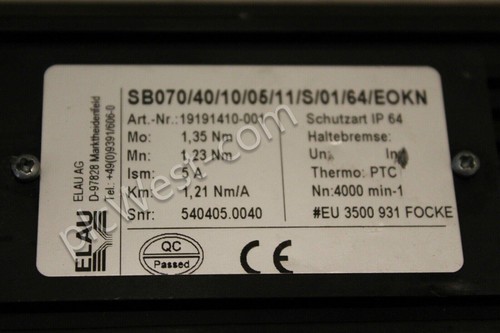 SB070/40/10/05/11/S/01/64/EOKN
Art.-Nr.: 19191410-001 Schutzart IP 64
Mo: 1,35 Nm Haltebremse:
Mn: 1,23 Nm Un: In:
Ism: 5 A Thermo: PTC
Km: 1,21 Nm/A Nn:4000 min-1
Snr: 540405.0040 #EU 3500 931 FOCKE
QC
Passed
CE
ELAU
ELAU AG
D-97828 Marktheidenfeld
Tel.: +49(0)9391/606-0
plcwest.com